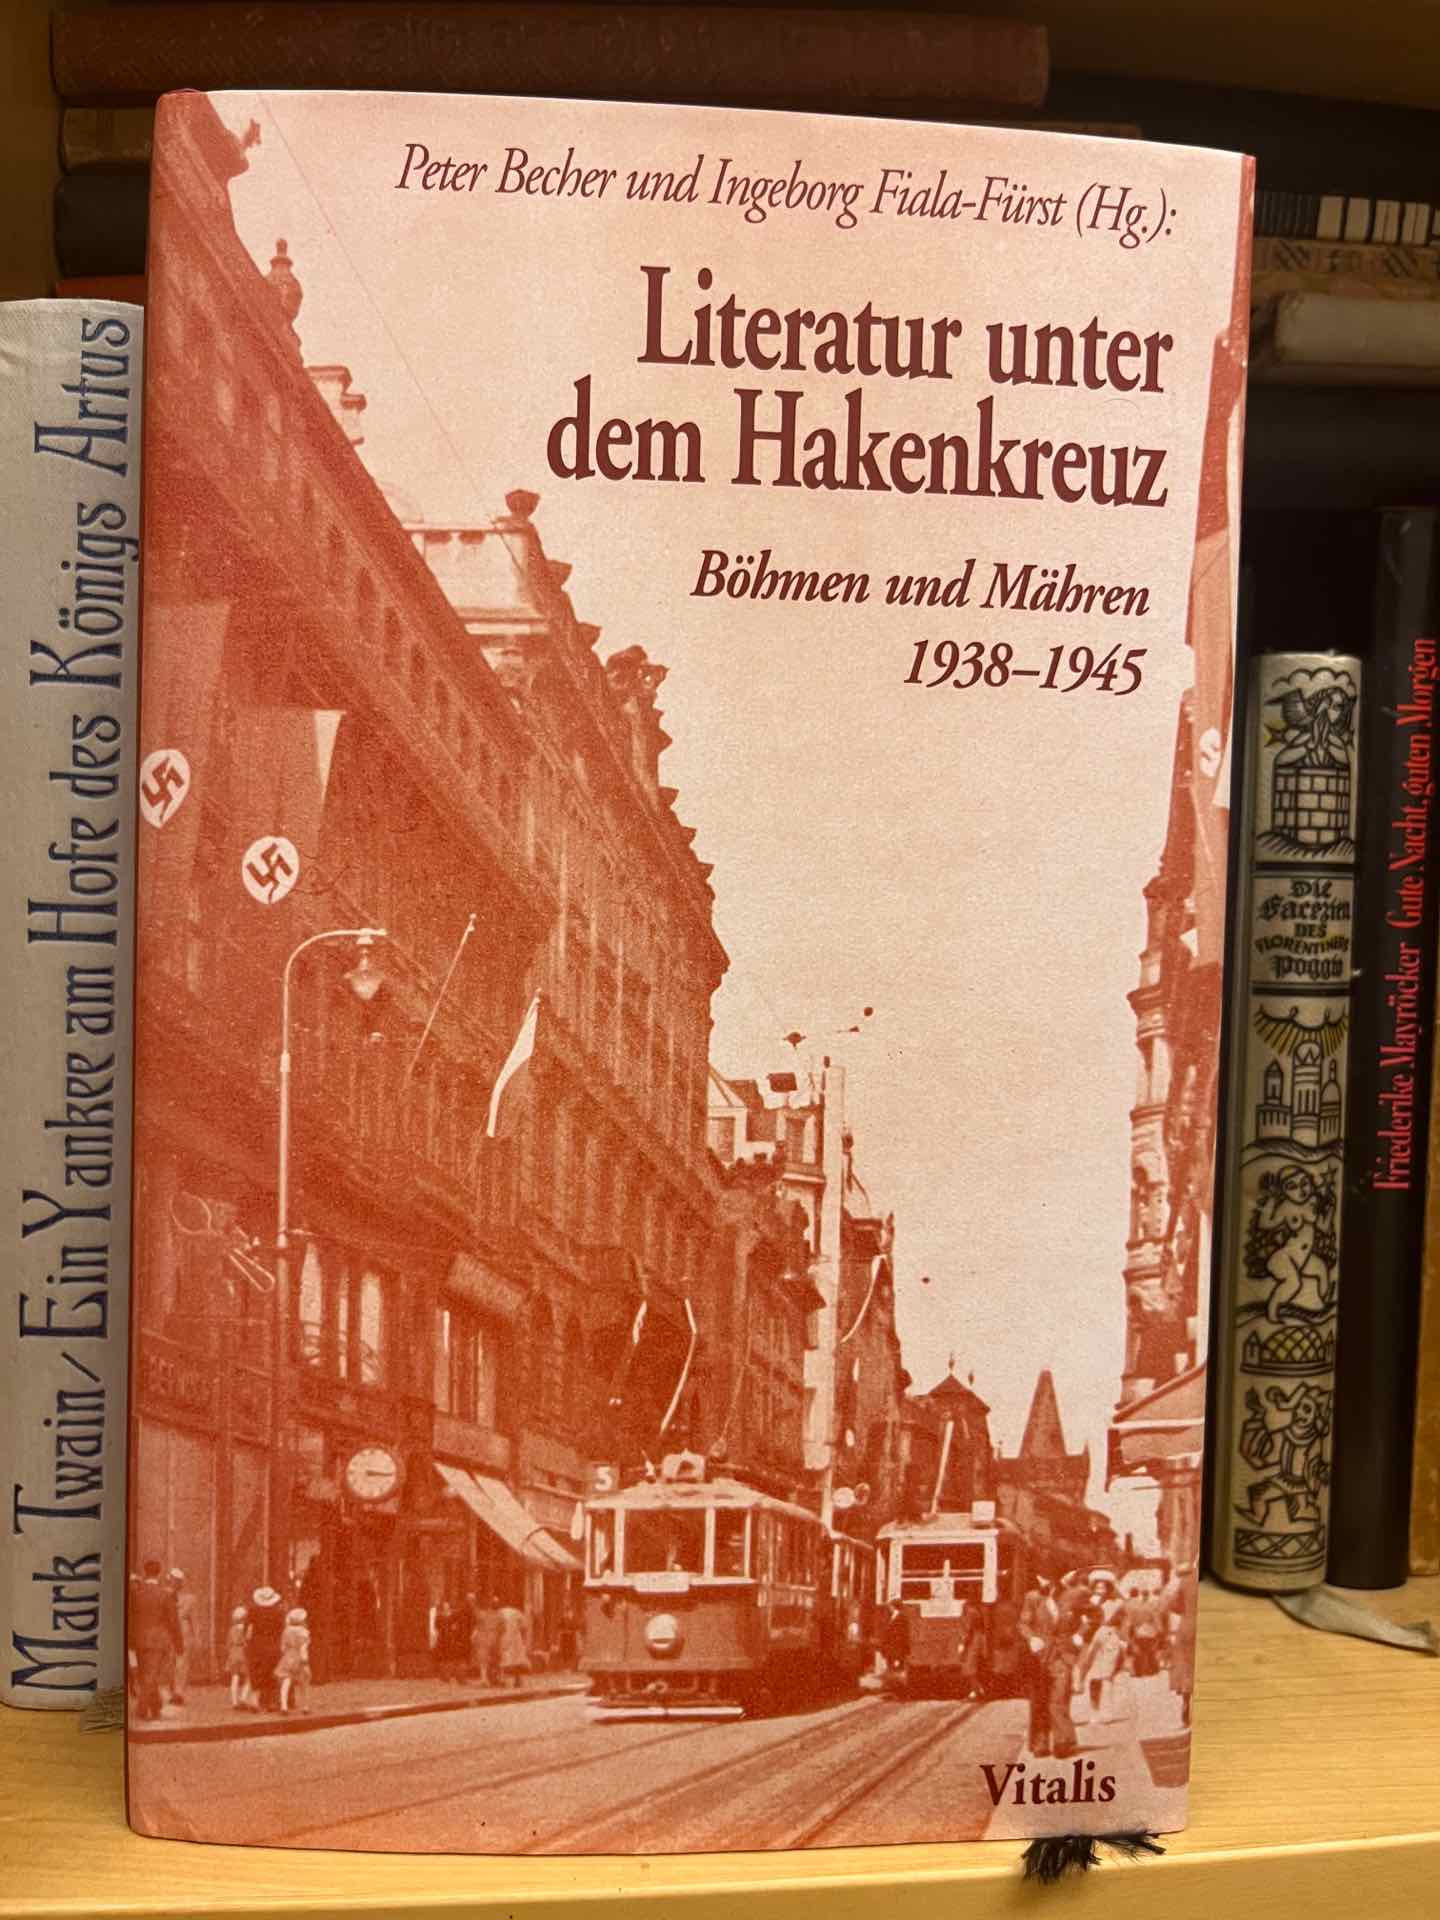 Peter Becher und Ingeborg Fiala-Fürst (Hg.):
Literatur unter
dem Hakenkreuz
Böhmen und Mähren
1938–1945
5
Vitalis
Mark Twain / Ein Yankee am Hofe des Königs Artus
Die
Facezien
DES
FLORENTINERS
Poggio
Friederike Mayröcker Gute Nacht, guten Morgen